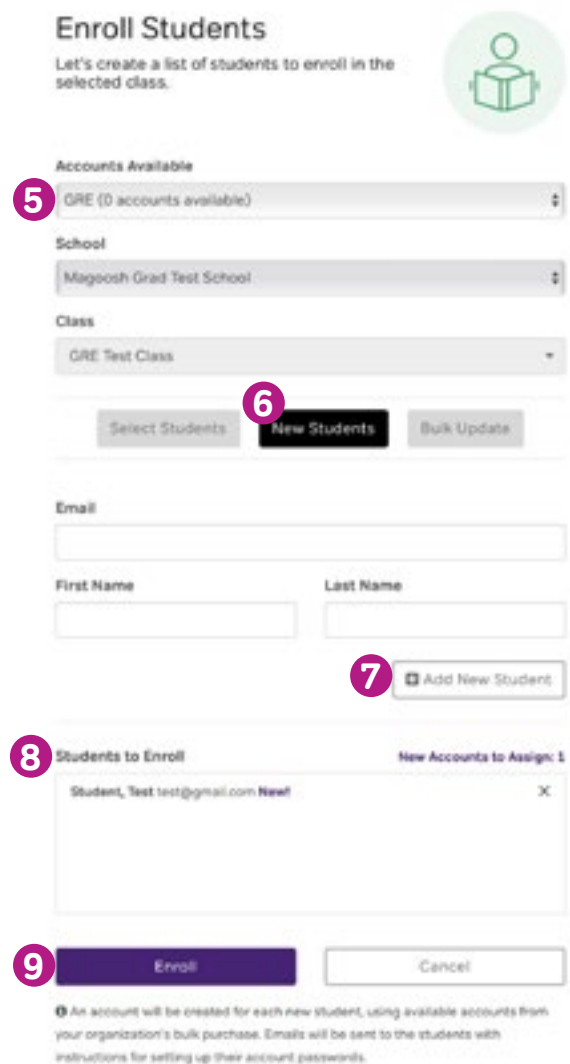 Enroll Students
Let's create a list of students to enroll in the
selected class.
Accounts Available
5 GRE (0 accounts available)
School
Magoosh Grad Test School
Class
GRE Test Class
6
Select Students New Students Bulk Update
Email
First Name Last Name
7 Add New Student
8 Students to Enroll New Accounts to Assign: 1
Student, Test test@gmail.com New! X
9 Enroll Cancel
An account will be created for each new student, using available accounts from
your organization's bulk purchase. Emails will be sent to the students with
instructions for setting up their account passwords.